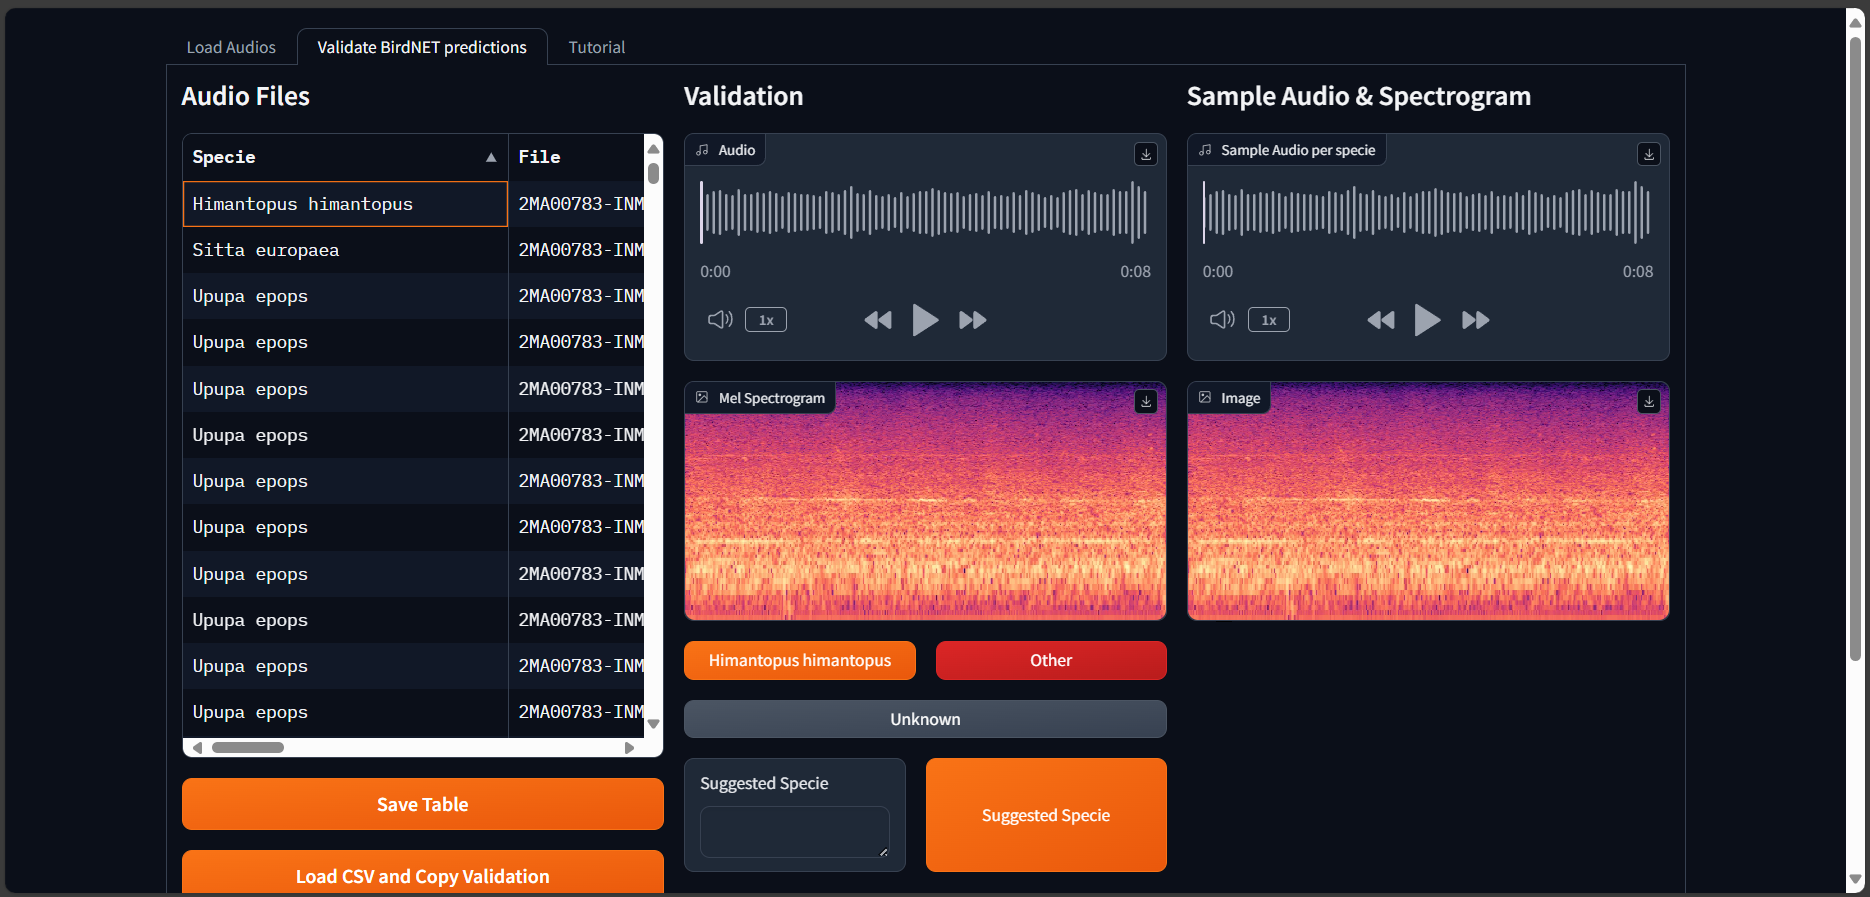 Load Audios
Validate BirdNET predictions
Tutorial
Audio Files
Specie File
Himantopus himantopus 2MA00783-INM
Sitta europaea 2MA00783-INM
Upupa epops 2MA00783-INM
Upupa epops 2MA00783-INM
Upupa epops 2MA00783-INM
Upupa epops 2MA00783-INM
Upupa epops 2MA00783-INM
Upupa epops 2MA00783-INM
Upupa epops 2MA00783-INM
Upupa epops 2MA00783-INM
Upupa epops 2MA00783-INM
Upupa epops 2MA00783-INM
Save Table
Load CSV and Copy Validation
Validation
Audio
0:00 0:08
1x
Mel Spectrogram
Himantopus himantopus
Other
Unknown
Suggested Specie
Suggested Specie
Sample Audio & Spectrogram
Sample Audio per specie
0:00 0:08
1x
Image